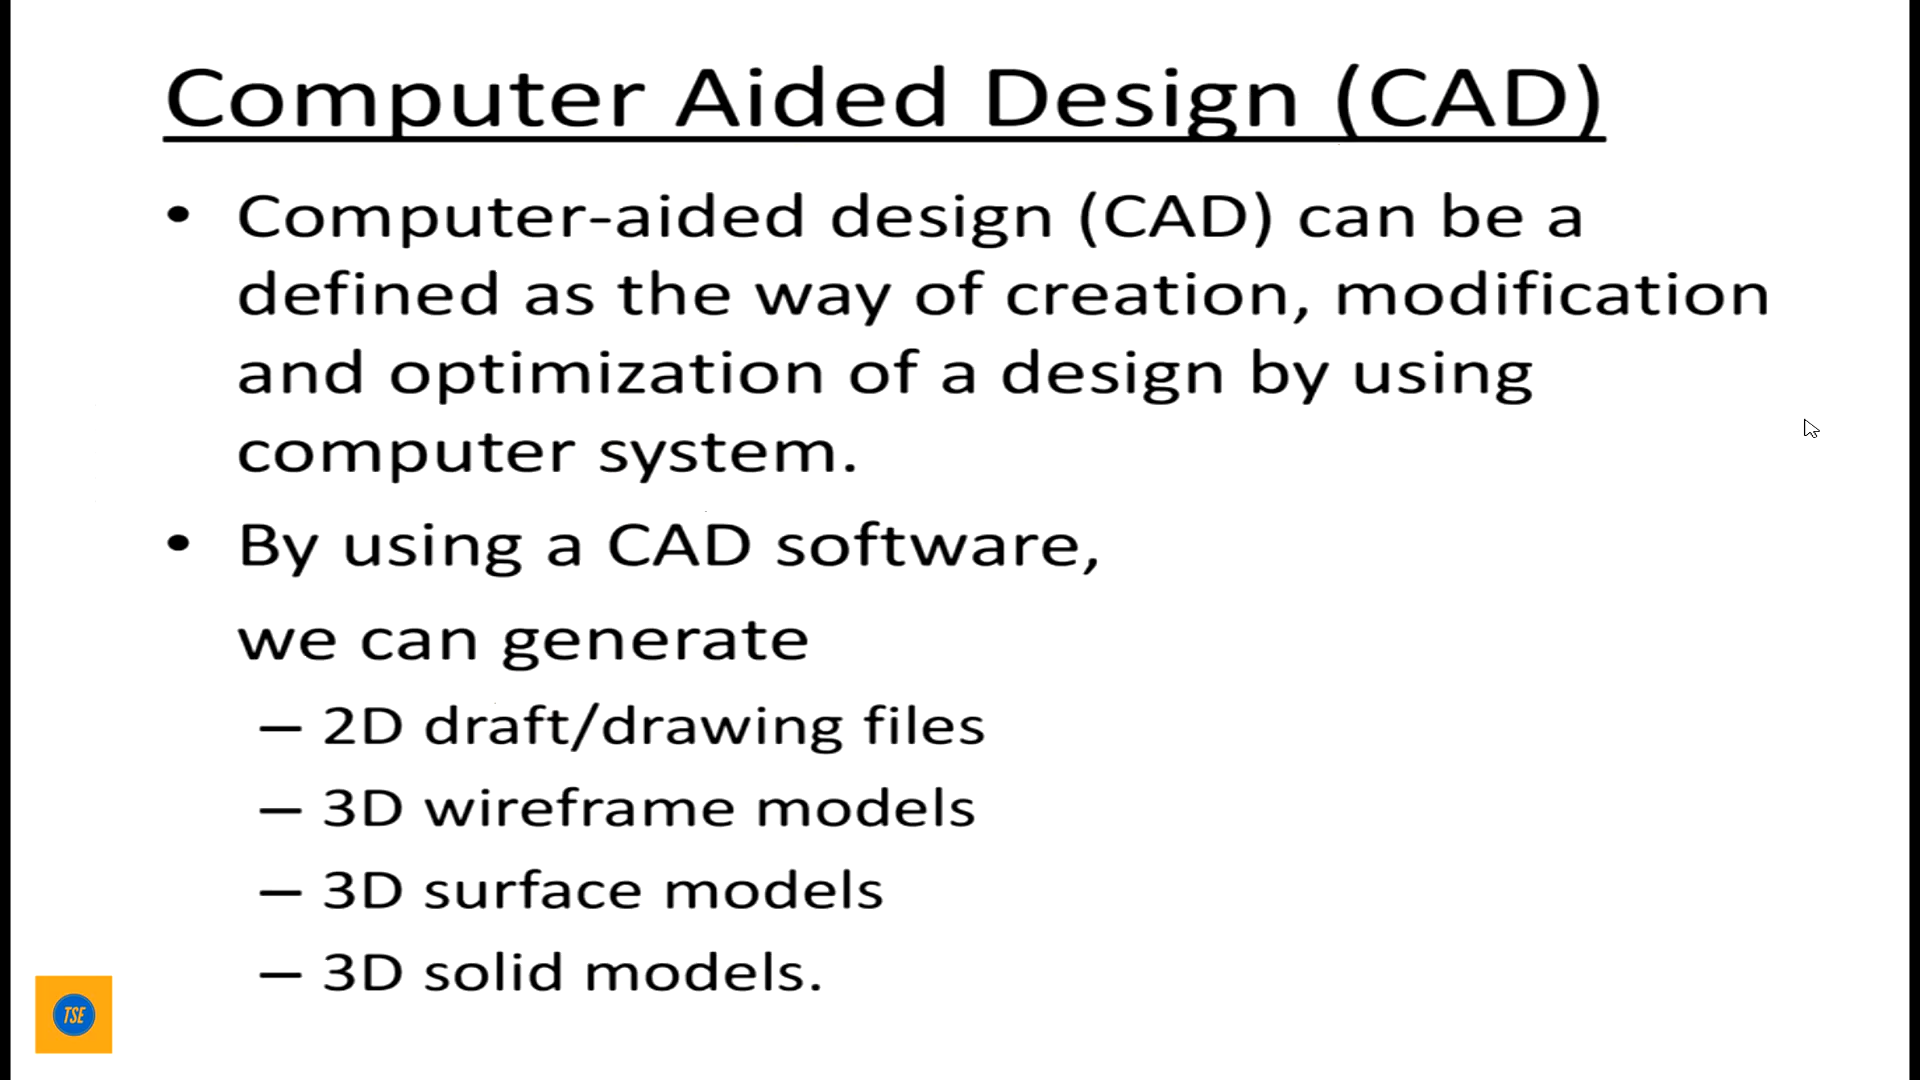 Computer Aided Design (CAD)
• Computer-aided design (CAD) can be a
defined as the way of creation, modification
and optimization of a design by using
computer system.
• By using a CAD software,
we can generate
– 2D draft/drawing files
– 3D wireframe models
– 3D surface models
– 3D solid models.
TSE